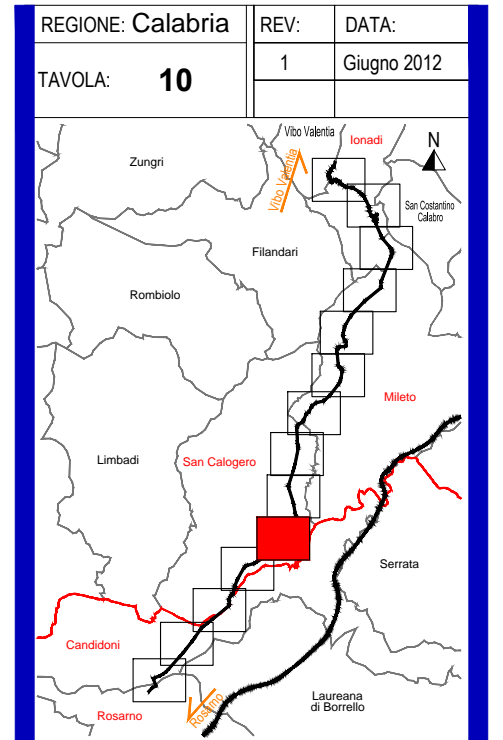 REGIONE: Calabria
REV:
DATA:
TAVOLA: 10
1
Giugno 2012
Vibo Valentia
Ionadi
N
Zungri
Vibo Valentia
San Costantino
Calabro
Filandari
Rombiolo
Mileto
Limbadi
San Calogero
Serrata
Candidoni
Laureana
di Borrello
Rosarno
Rosarno